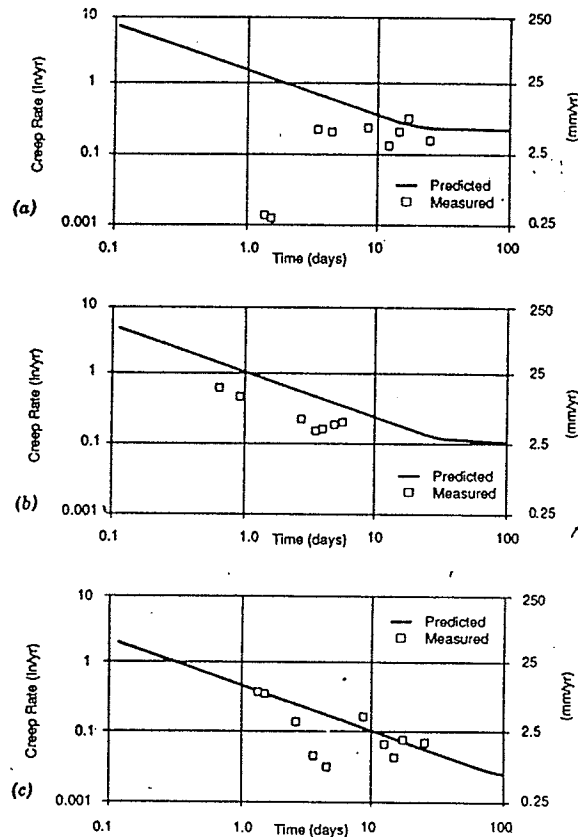 10
250
1
25
Creep Rate (In/yr)
(mm/yr)
0.1
2.5
Predicted
Measured
(a)
0.001
0.25
0.1
1.0
10
100
Time (days)
10
250
1
25
Creep Rate (In/yr)
(mm/yr)
0.1
2.5
Predicted
Measured
(b)
0.001
0.25
0.1
1.0
10
100
Time (days)
10
250
Predicted
Measured
1
25
Creep Rate (In/yr)
(mm/yr)
0.1
2.5
(c)
0.001
0.25
0.1
1.0
10
100
Time (days)